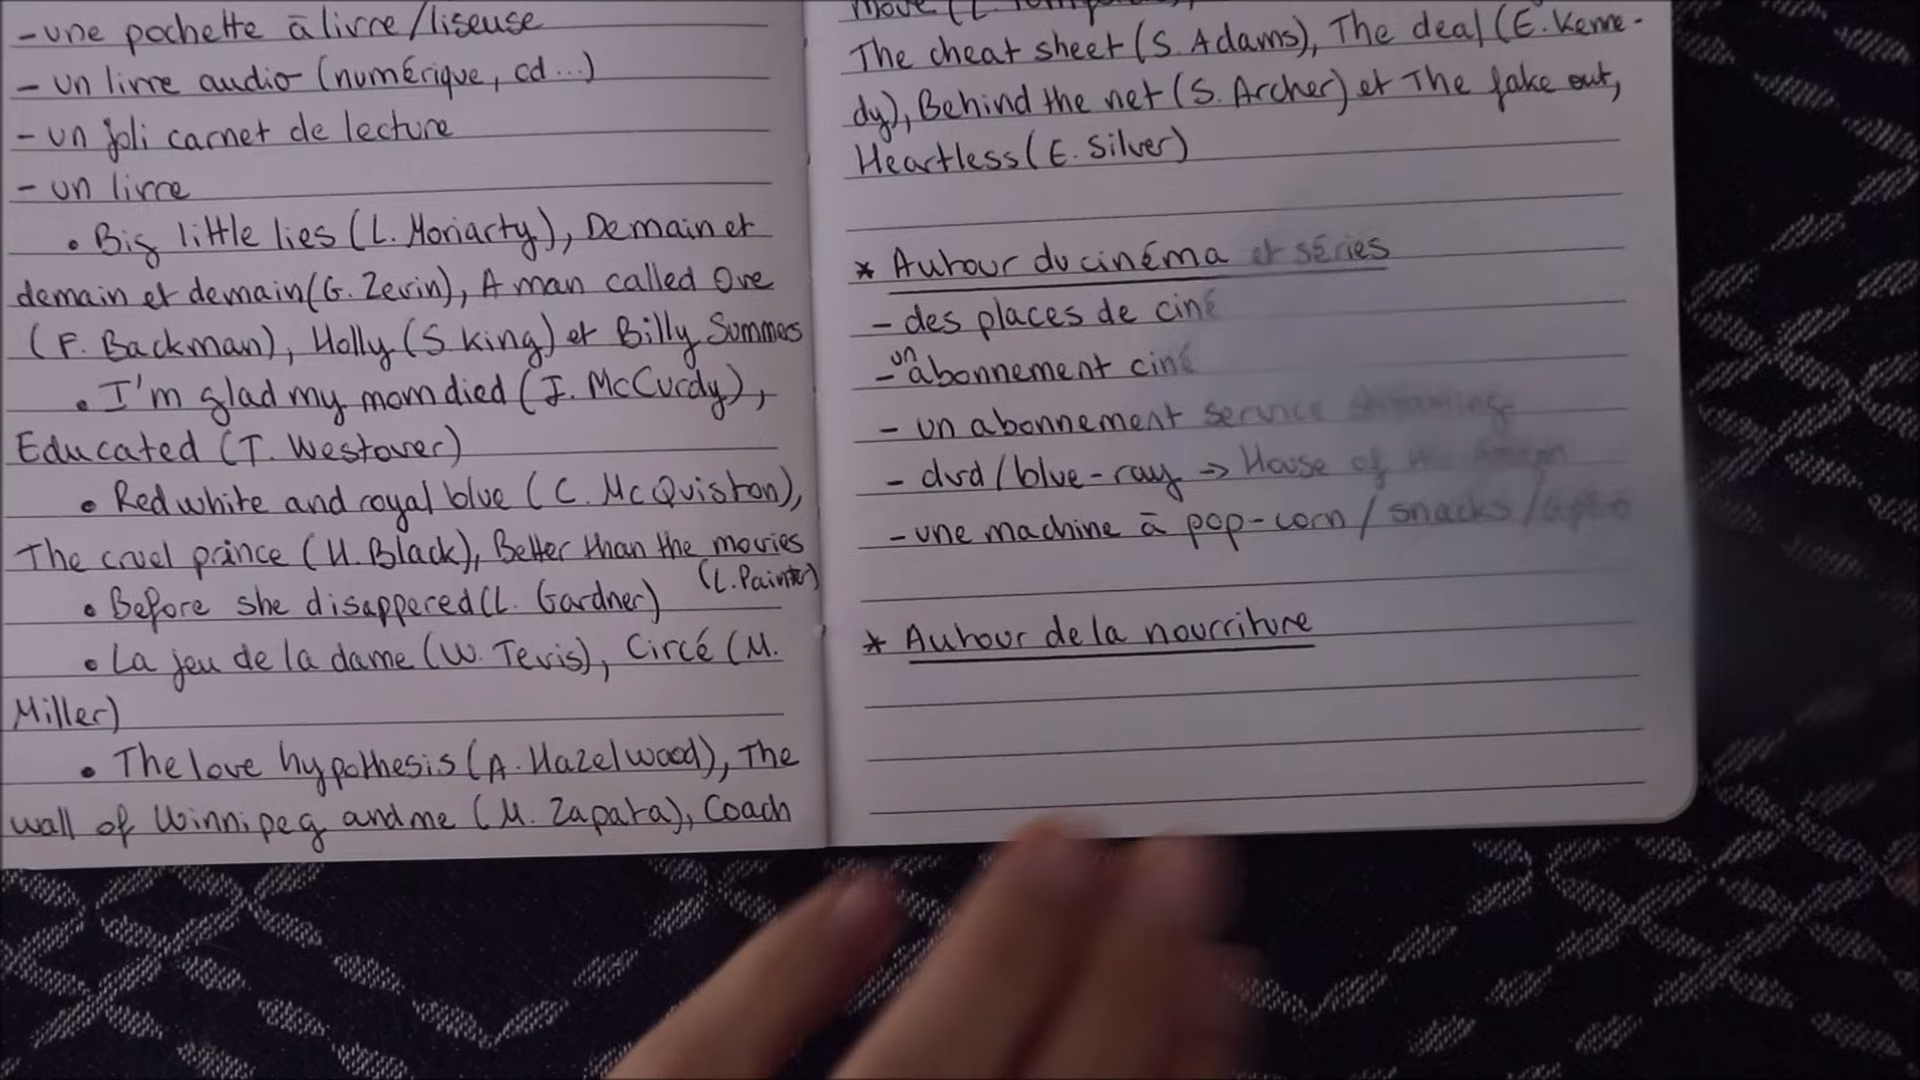 - une pochette à livre/liseuse
- un livre audio (numérique, cd...)
- un joli carnet de lecture
- un livre
• Big little lies (L. Moriarty), Demain et
demain et demain (G. Zevin), A man called Ove
(F. Backman), Holly (S. King) et Billy Summers
• I'm glad my mom died (J. McCurdy),
Educated (T. Westover)
• Red white and royal blue (C. McQuiston),
The cruel prince (H. Black), Better than the movies
(L. Painter)
• Before she disappered (L. Gardner)
• La jeu de la dame (W. Tevis), Circé (M.
Miller)
• The love hypothesis (A. Hazelwood), The
wall of Winnipeg and me (M. Zapata), Coach
The cheat sheet (S. Adams), The deal (E. Kenne-
dy), Behind the net (S. Archer) et The fake out,
Heartless (E. Silver)
* Autour du cinéma et séries
- des places de ciné
- un abonnement ciné
- un abonnement service streaming
- dvd/blue-ray → House of
- une machine à pop-corn / snacks /
* Autour de la nourriture